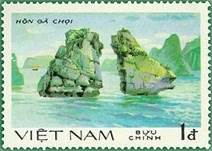 HÒN GÀ CHỌI
VIỆT NAM BƯU CHÍNH 1đ